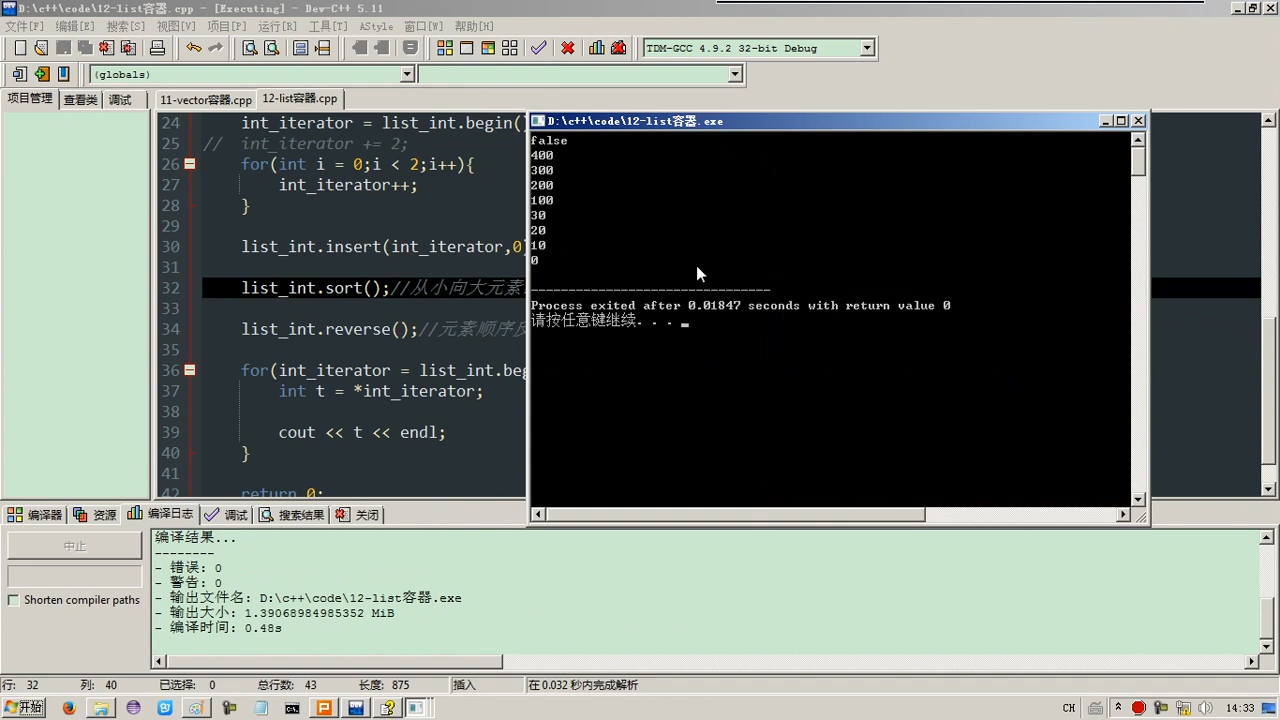 D:\c++\code\12-list容器.cpp - [Executing] - Dev-C++ 5.11
文件[F] 编辑[E] 搜索[S] 视图[V] 项目[P] 运行[R] 工具[T] AStyle 窗口[W] 帮助[H]
TDM-GCC 4.9.2 32-bit Debug
(globals)
项目管理 查看类 调试 11-vector容器.cpp 12-list容器.cpp
24 int_iterator = list_int.begin()
25 // int_iterator += 2;
26 for(int i = 0;i < 2;i++){
27 int_iterator++;
28 }
29
30 list_int.insert(int_iterator,0)
31
32 list_int.sort();//从小向大元素
33
34 list_int.reverse();//元素顺序
35
36 for(int_iterator = list_int.beg
37 int t = *int_iterator;
38
39 cout << t << endl;
40 }
41
42 return 0;
D:\c++\code\12-list容器.exe
false
400
300
200
100
30
20
10
0
--------------------------------
Process exited after 0.01847 seconds with return value 0
请按任意键继续. . .
编译器 资源 编译日志 调试 搜索结果 关闭
中止
Shorten compiler paths
编译结果...
--------
- 错误: 0
- 警告: 0
- 输出文件名: D:\c++\code\12-list容器.exe
- 输出大小: 1.39068984985352 MiB
- 编译时间: 0.48s
行: 32 列: 40 已选择: 0 总行数: 43 长度: 875 插入 在 0.032 秒内完成解析
开始 CH 14:33